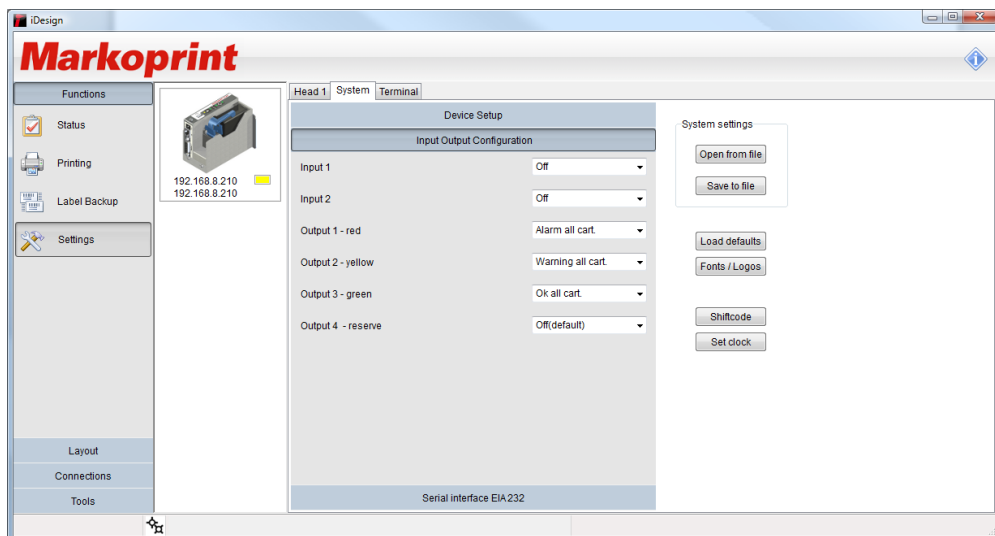 iDesign
Markoprint
Functions
Status
Printing
Label Backup
Settings
Layout
Connections
Tools
192.168.8.210
192.168.8.210
Head 1 System Terminal
Device Setup
Input Output Configuration
Input 1 Off
Input 2 Off
Output 1 - red Alarm all cart.
Output 2 - yellow Warning all cart.
Output 3 - green Ok all cart.
Output 4 - reserve Off(default)
Serial interface EIA232
System settings
Open from file
Save to file
Load defaults
Fonts / Logos
Shiftcode
Set clock